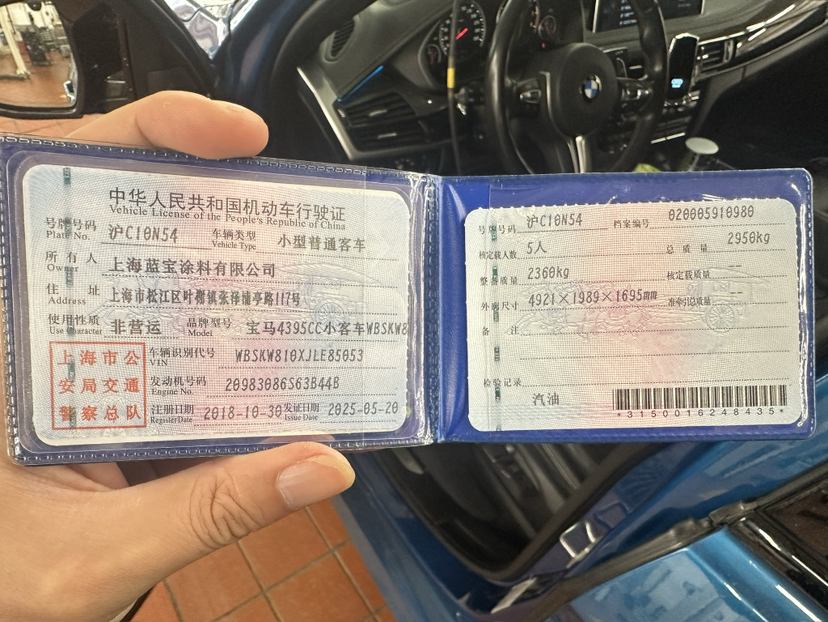 中华人民共和国机动车行驶证
Vehicle License of the People's Republic of China
号牌号码 沪C10N54 车辆类型 小型普通客车
Plate No. Vehicle Type
所有人 上海蓝宝涂料有限公司
Owner
住址 上海市松江区叶榭镇张泽浦亭路117号
Address
使用性质 非营运 品牌型号 宝马4395CC小客车WBSKW8
Use Character Model
上海市公
安局交通
警察总队
车辆识别代号 WBSKW810XJLE85053
VIN
发动机号码 20983086S63B44B
Engine No.
注册日期 2018-10-30 发证日期 2025-05-20
Register Date Issue Date
号牌号码 沪C10N54 档案编号 020005910980
核定载人数 5人 总质量 2950kg
整备质量 2360kg 核定载质量 --
外廓尺寸 4921×1989×1695mm 准牵引总质量 --
备注
检验记录
汽油
*3150016248435*